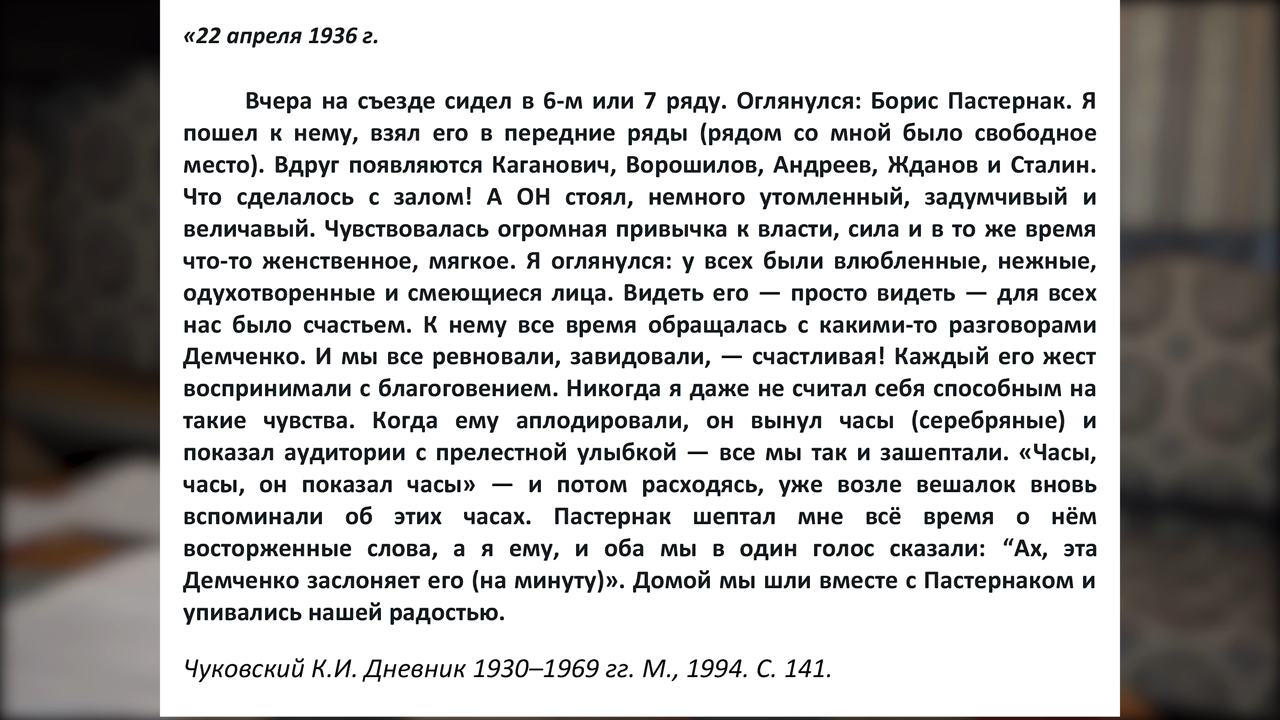 «22 апреля 1936 г.
Вчера на съезде сидел в 6-м или 7 ряду. Оглянулся: Борис Пастернак. Я
пошел к нему, взял его в передние ряды (рядом со мной было свободное
место). Вдруг появляются Каганович, Ворошилов, Андреев, Жданов и Сталин.
Что сделалось с залом! А ОН стоял, немного утомленный, задумчивый и
величавый. Чувствовалась огромная привычка к власти, сила и в то же время
что-то женственное, мягкое. Я оглянулся: у всех были влюбленные, нежные,
одухотворенные и смеющиеся лица. Видеть его — просто видеть — для всех
нас было счастьем. К нему все время обращалась с какими-то разговорами
Демченко. И мы все ревновали, завидовали, — счастливая! Каждый его жест
воспринимали с благоговением. Никогда я даже не считал себя способным на
такие чувства. Когда ему аплодировали, он вынул часы (серебряные) и
показал аудитории с прелестной улыбкой — все мы так и зашептали. «Часы,
часы, он показал часы» — и потом расходясь, уже возле вешалок вновь
вспоминали об этих часах. Пастернак шептал мне всё время о нём
восторженные слова, а я ему, и оба мы в один голос сказали: “Ах, эта
Демченко заслоняет его (на минуту)». Домой мы шли вместе с Пастернаком и
упивались нашей радостью.
Чуковский К.И. Дневник 1930–1969 гг. М., 1994. С. 141.